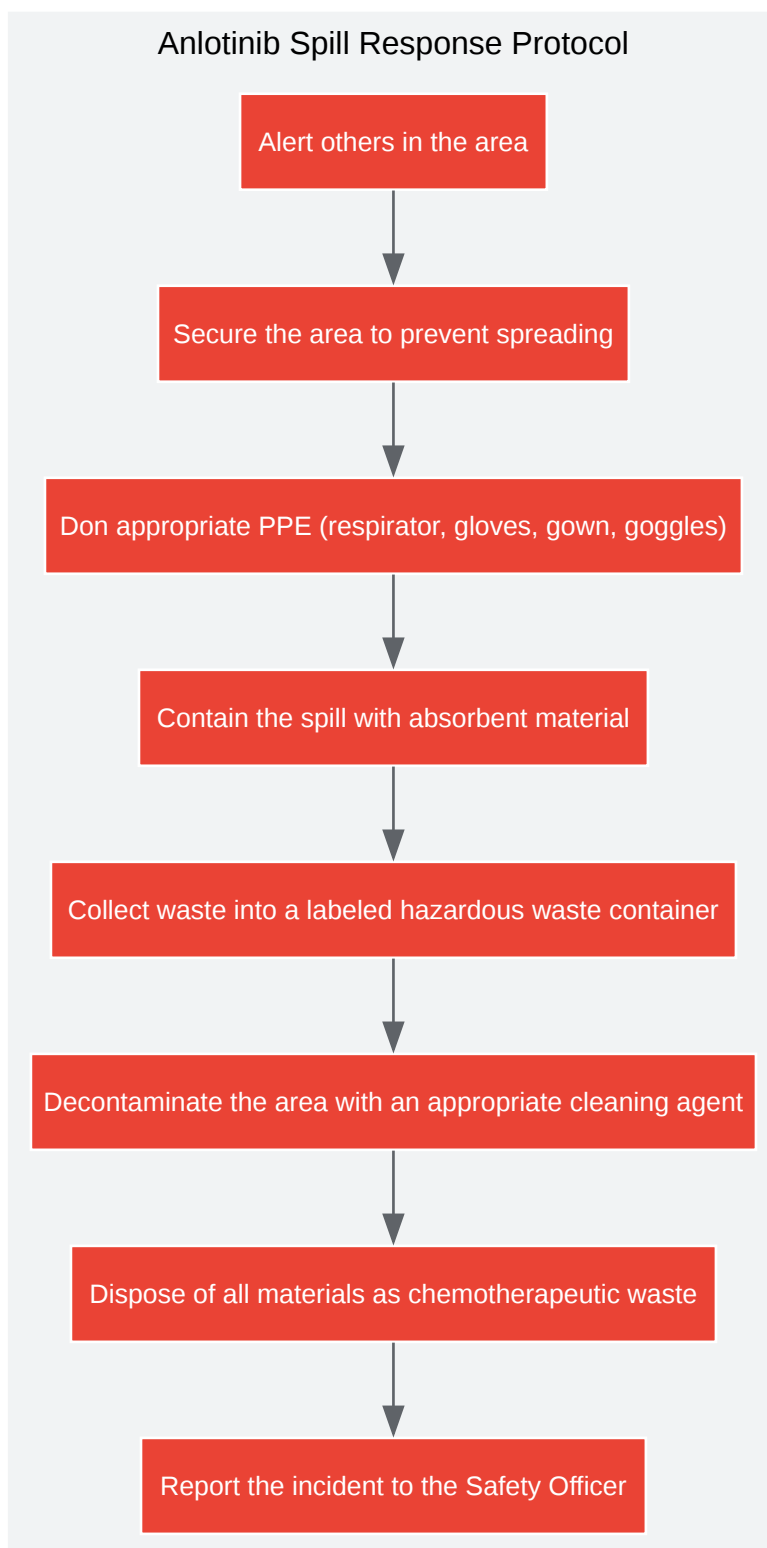 Anlotinib Spill Response Protocol
Alert others in the area
Secure the area to prevent spreading
Don appropriate PPE (respirator, gloves, gown, goggles)
Contain the spill with absorbent material
Collect waste into a labeled hazardous waste container
Decontaminate the area with an appropriate cleaning agent
Dispose of all materials as chemotherapeutic waste
Report the incident to the Safety Officer